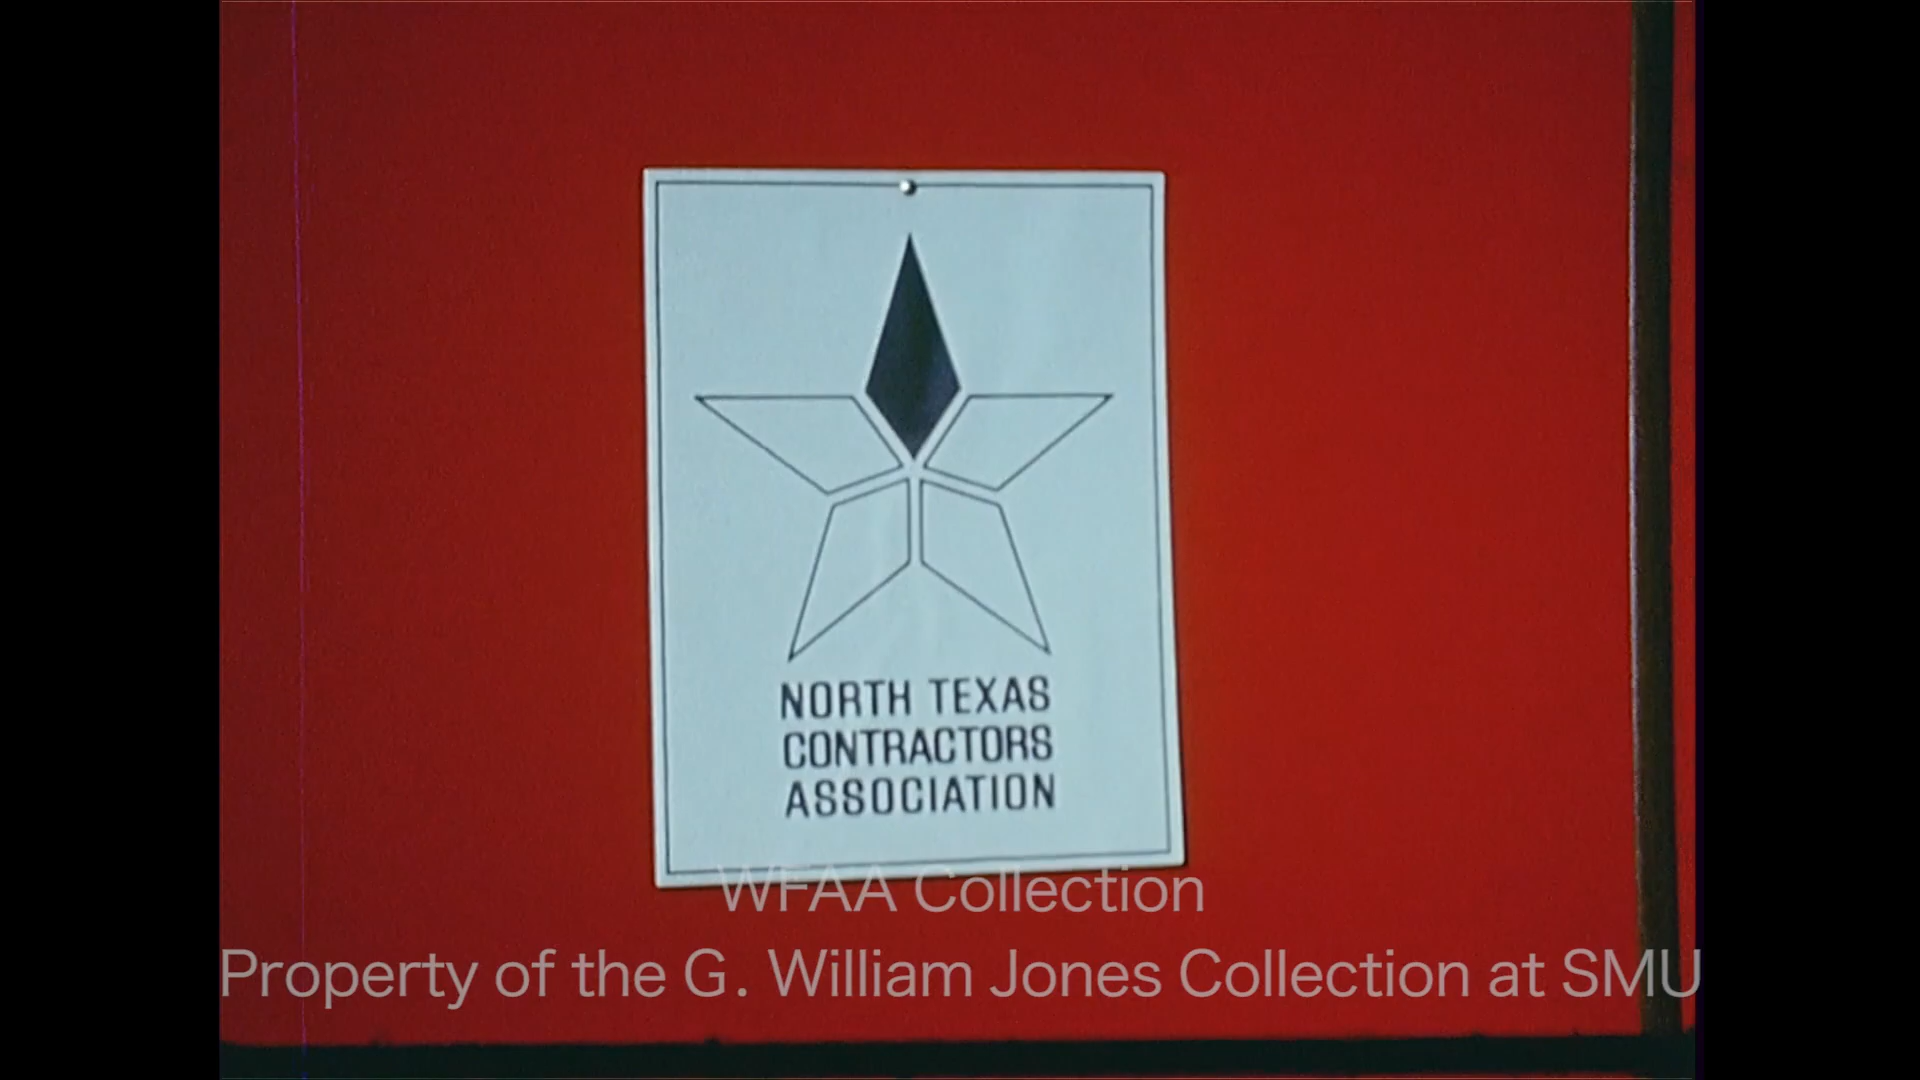 NORTH TEXAS
CONTRACTORS
ASSOCIATION
WFAA Collection
Property of the G. William Jones Collection at SMU